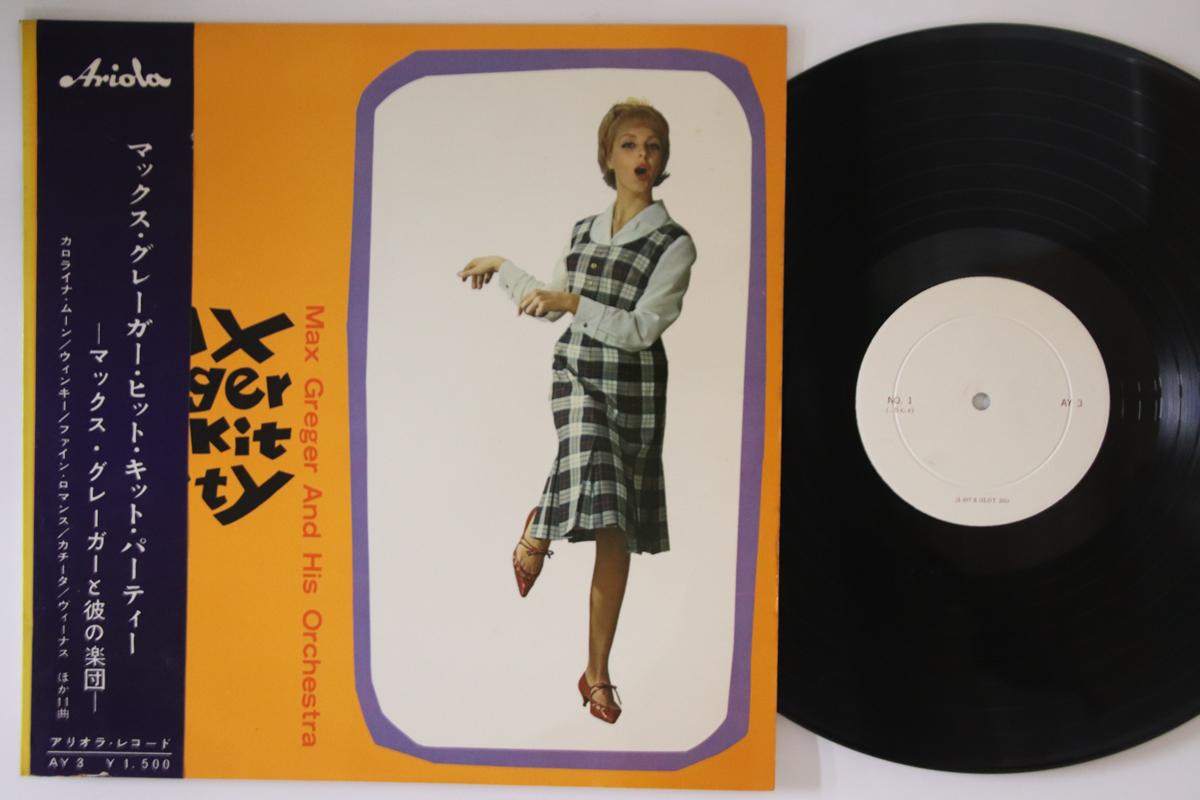 Ariola
マックス・グレーガー・ヒット・キット・パーティー
―マックス・グレーガーと彼の楽団―
カロライナ・ムーン/ウィンキー/ファイン・ロマンス/カチータ/ヴィーナス ほか11曲
アリオラ・レコード
AY 3 ￥1,500
AX
ger
Kit
ty
Max Greger And His Orchestra
NO. 1
AY 3